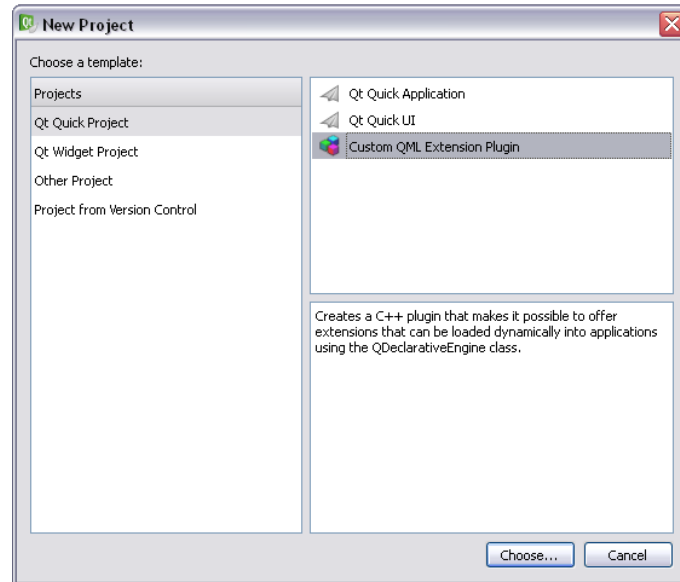 New Project
Choose a template:
Projects
Qt Quick Project
Qt Widget Project
Other Project
Project from Version Control
Qt Quick Application
Qt Quick UI
Custom QML Extension Plugin
Creates a C++ plugin that makes it possible to offer
extensions that can be loaded dynamically into applications
using the QDeclarativeEngine class.
Choose...
Cancel